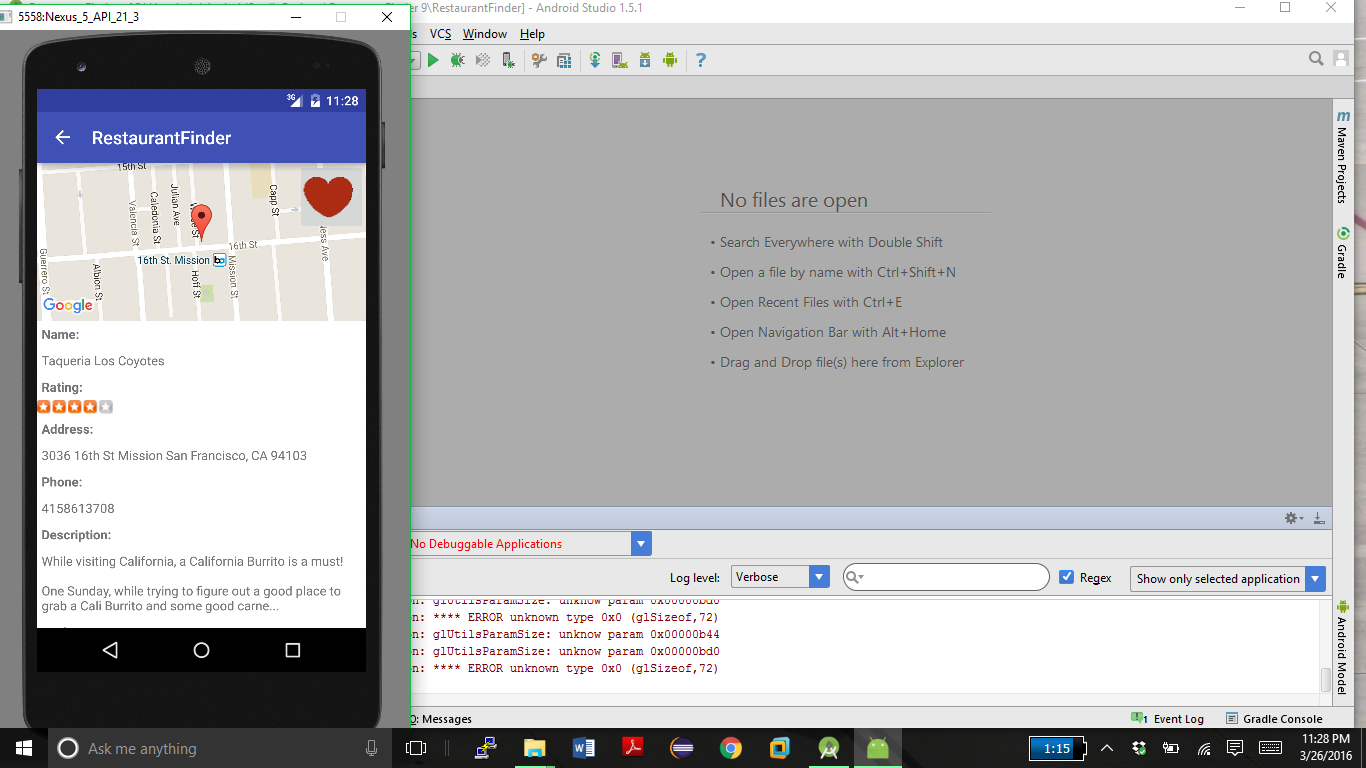 5558:Nexus_5_API_21_3
9\RestaurantFinder] - Android Studio 1.5.1
VCS Window Help
3G 11:28
RestaurantFinder
15th St
Valencia St
Caledonia St
Julian Ave
Capp St
16th St
16th St. Mission
Guerrero St
Albion St
Hoff St
Mission St
ess Ave
Google
Name:
Taqueria Los Coyotes
Rating:
Address:
3036 16th St Mission San Francisco, CA 94103
Phone:
4158613708
Description:
While visiting California, a California Burrito is a must!
One Sunday, while trying to figure out a good place to
grab a Cali Burrito and some good carne...
No files are open
• Search Everywhere with Double Shift
• Open a file by name with Ctrl+Shift+N
• Open Recent Files with Ctrl+E
• Open Navigation Bar with Alt+Home
• Drag and Drop file(s) here from Explorer
Maven Projects
Gradle
Android Model
No Debuggable Applications
Log level: Verbose Regex Show only selected application
n: glUtilsParamSize: unknow param 0x00000bd0
n: **** ERROR unknown type 0x0 (glSizeof,72)
n: glUtilsParamSize: unknow param 0x00000b44
n: glUtilsParamSize: unknow param 0x00000bd0
n: **** ERROR unknown type 0x0 (glSizeof,72)
0: Messages
1 Event Log Gradle Console
Ask me anything
1:15
11:28 PM
3/26/2016